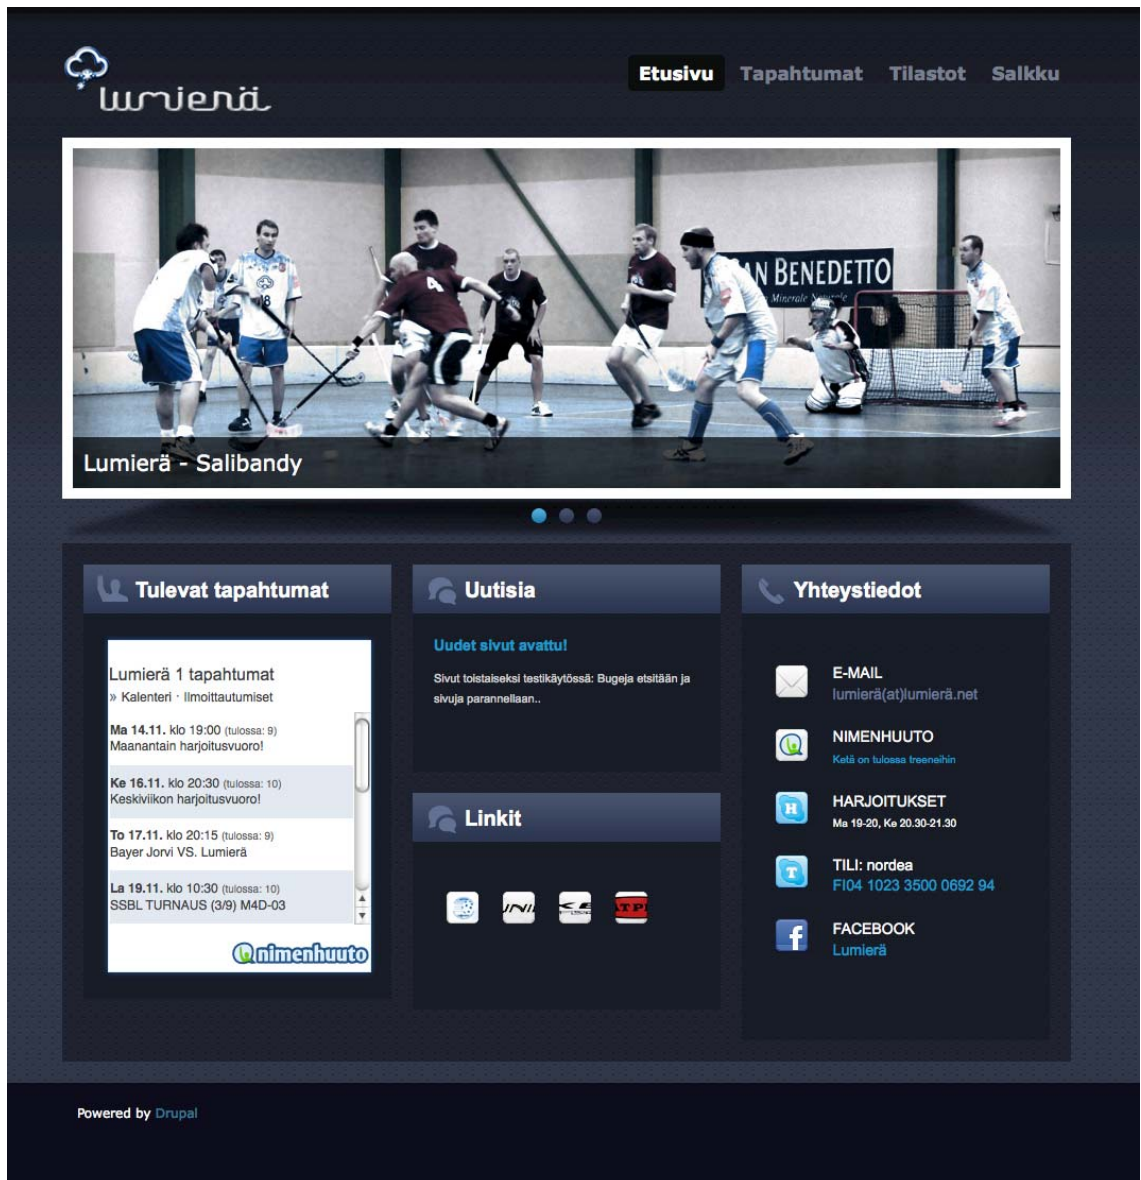 lumierä
Etusivu Tapahtumat Tilastot Salkku
4
18
SAN BENEDETTO
Minerale Naturale
Lumierä - Salibandy
Tulevat tapahtumat
Lumierä 1 tapahtumat
» Kalenteri · Ilmoittautumiset
Ma 14.11. klo 19:00 (tulossa: 9)
Maanantain harjoitusvuoro!
Ke 16.11. klo 20:30 (tulossa: 10)
Keskiviikon harjoitusvuoro!
To 17.11. klo 20:15 (tulossa: 9)
Bayer Jorvi VS. Lumierä
La 19.11. klo 10:30 (tulossa: 10)
SSBL TURNAUS (3/9) M4D-03
nimenhuuto
Uutisia
Uudet sivut avattu!
Sivut toistaiseksi testikäytössä: Bugeja etsitään ja
sivuja parannellaan..
Linkit
Yhteystiedot
E-MAIL
lumierä(at)lumierä.net
NIMENHUUTO
Ketä on tulossa treeneihin
H
HARJOITUKSET
Ma 19-20, Ke 20.30-21.30
T
TILI: nordea
FI04 1023 3500 0692 94
f
FACEBOOK
Lumierä
Powered by Drupal